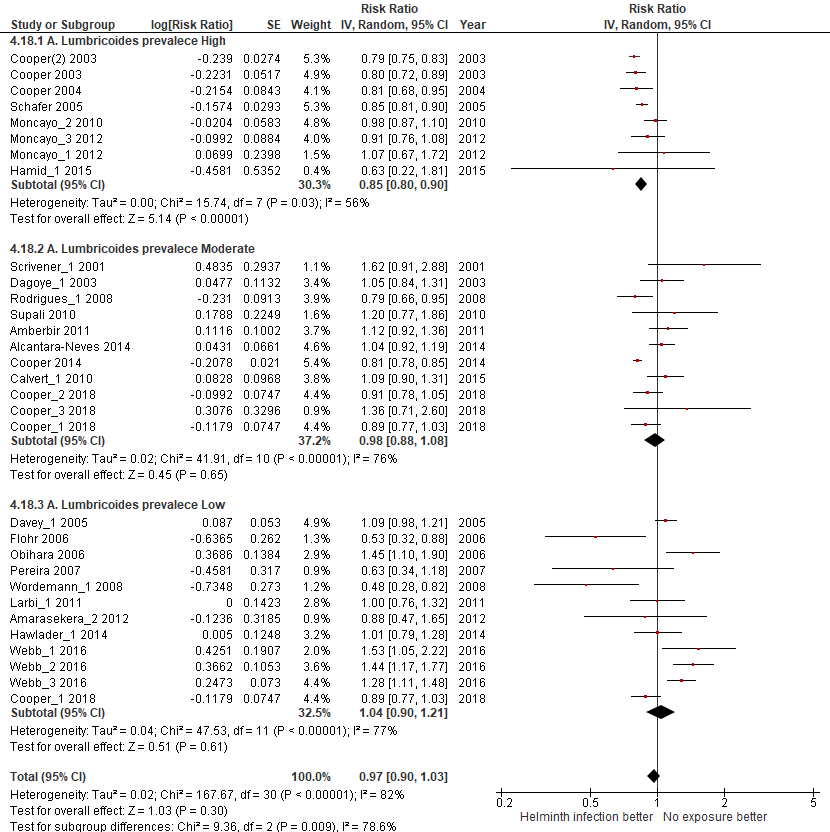 Risk Ratio Risk Ratio
Study or Subgroup log[Risk Ratio] SE Weight IV, Random, 95% CI Year IV, Random, 95% CI
4.18.1 A. Lumbricoides prevalece High
Cooper(2) 2003 -0.239 0.0274 5.3% 0.79 [0.75, 0.83] 2003
Cooper 2003 -0.2231 0.0517 4.9% 0.80 [0.72, 0.89] 2003
Cooper 2004 -0.2154 0.0843 4.2% 0.81 [0.68, 0.95] 2004
Schafer 2005 -0.1574 0.0293 5.3% 0.85 [0.81, 0.90] 2005
Moncayo_2 2010 -0.0204 0.0583 4.8% 0.98 [0.87, 1.10] 2010
Moncayo_3 2012 -0.0992 0.0884 4.1% 0.91 [0.76, 1.08] 2012
Moncayo_1 2012 0.0699 0.2398 1.5% 1.07 [0.67, 1.72] 2012
Hamid_1 2015 -0.4581 0.5352 0.4% 0.63 [0.22, 1.81] 2015
Subtotal (95% CI) 30.3% 0.85 [0.80, 0.90]
Heterogeneity: Tau² = 0.00; Chi² = 15.74, df = 7 (P = 0.03); I² = 56%
Test for overall effect: Z = 5.14 (P < 0.00001)
4.18.2 A. Lumbricoides prevalece Moderate
Scrivener_1 2001 0.4835 0.2937 1.1% 1.62 [0.91, 2.88] 2001
Dagoye_1 2003 0.0477 0.1132 3.5% 1.05 [0.84, 1.31] 2003
Rodrigues_1 2008 -0.231 0.0913 4.0% 0.79 [0.66, 0.95] 2008
Supali 2010 0.1788 0.2249 1.6% 1.20 [0.77, 1.86] 2010
Amberbir 2011 0.1116 0.1002 3.8% 1.12 [0.92, 1.36] 2011
Alcantara-Neves 2014 0.0431 0.0661 4.6% 1.04 [0.92, 1.19] 2014
Cooper 2014 -0.2078 0.021 5.4% 0.81 [0.78, 0.85] 2014
Calvert_1 2010 0.0828 0.0968 3.8% 1.09 [0.90, 1.31] 2015
Cooper_2 2018 -0.0992 0.0747 4.4% 0.91 [0.78, 1.05] 2018
Cooper_3 2018 0.3076 0.3296 0.9% 1.36 [0.71, 2.60] 2018
Cooper_1 2018 -0.1179 0.0747 4.4% 0.89 [0.77, 1.03] 2018
Subtotal (95% CI) 37.2% 0.98 [0.88, 1.08]
Heterogeneity: Tau² = 0.02; Chi² = 41.91, df = 10 (P < 0.00001); I² = 76%
Test for overall effect: Z = 0.45 (P = 0.65)
4.18.3 A. Lumbricoides prevalece Low
Davey_1 2005 0.087 0.053 4.9% 1.09 [0.98, 1.21] 2005
Flohr 2006 -0.6365 0.262 1.3% 0.53 [0.32, 0.88] 2006
Obihara 2006 0.3686 0.1384 2.9% 1.45 [1.10, 1.90] 2006
Pereira 2007 -0.4581 0.317 1.0% 0.63 [0.34, 1.18] 2007
Wordemann_1 2008 -0.7348 0.273 1.2% 0.48 [0.28, 0.82] 2008
Larbi_1 2011 0 0.1423 2.8% 1.00 [0.76, 1.32] 2011
Amarasekera_2 2012 -0.1236 0.3185 0.9% 0.88 [0.47, 1.65] 2012
Hawlader_1 2014 0.005 0.1248 3.2% 1.01 [0.79, 1.28] 2014
Webb_1 2016 0.4251 0.1907 2.0% 1.53 [1.05, 2.22] 2016
Webb_2 2016 0.3662 0.1053 3.6% 1.44 [1.17, 1.77] 2016
Webb_3 2016 0.2473 0.073 4.4% 1.28 [1.11, 1.48] 2016
Cooper_1 2018 -0.1179 0.0747 4.4% 0.89 [0.77, 1.03] 2018
Subtotal (95% CI) 32.5% 1.04 [0.90, 1.21]
Heterogeneity: Tau² = 0.04; Chi² = 47.53, df = 11 (P < 0.00001); I² = 77%
Test for overall effect: Z = 0.51 (P = 0.61)
Total (95% CI) 100.0% 0.97 [0.90, 1.03]
Heterogeneity: Tau² = 0.02; Chi² = 167.67, df = 30 (P < 0.00001); I² = 82%
Test for overall effect: Z = 1.03 (P = 0.30)
Test for subgroup differences: Chi² = 9.36, df = 2 (P = 0.009), I² = 78.6%
0.2 0.5 1 2 5
Helminth infection better No exposure better